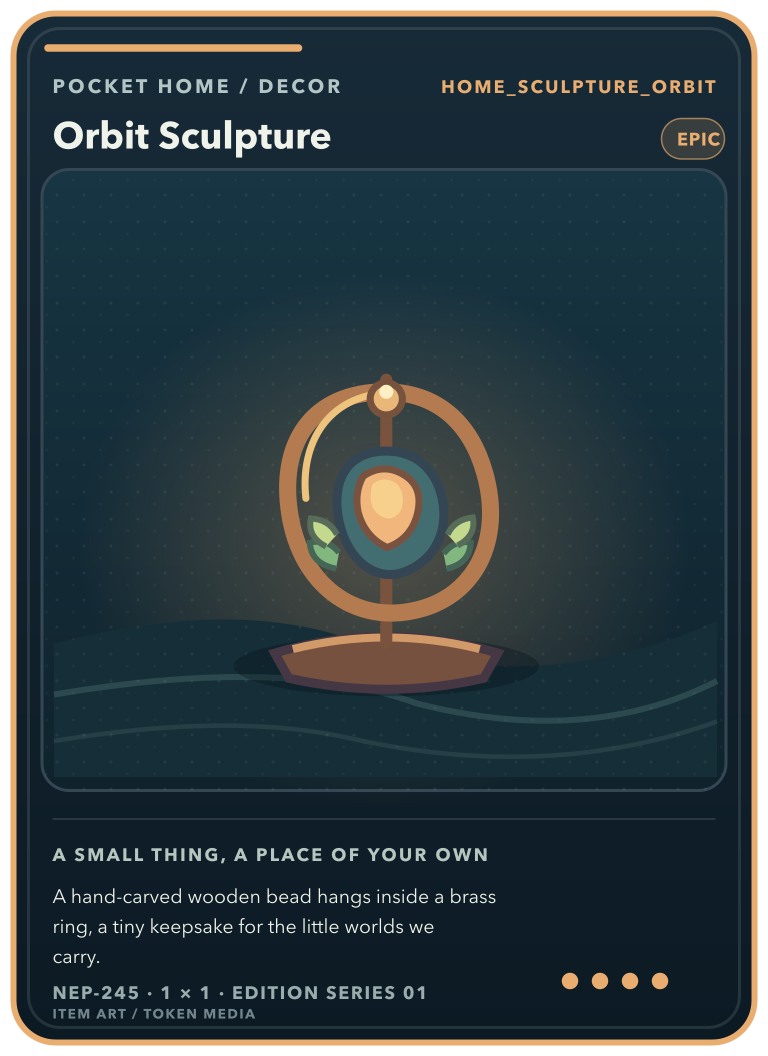 POCKET HOME / DECOR
HOME_SCULPTURE_ORBIT
Orbit Sculpture
EPIC
A SMALL THING, A PLACE OF YOUR OWN
A hand-carved wooden bead hangs inside a brass
ring, a tiny keepsake for the little worlds we
carry.
NEP-245 · 1 × 1 · EDITION SERIES 01
ITEM ART / TOKEN MEDIA